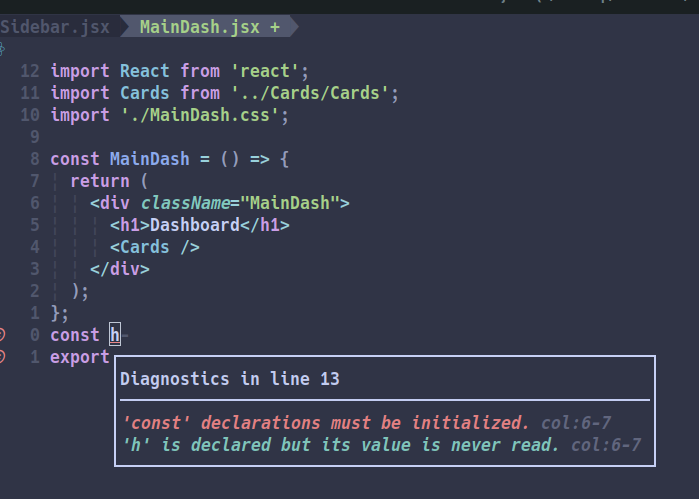 Sidebar.jsx MainDash.jsx +
12 import React from 'react';
11 import Cards from '../Cards/Cards';
10 import './MainDash.css';
9
8 const MainDash = () => {
7 return (
6 <div className="MainDash">
5 <h1>Dashboard</h1>
4 <Cards />
3 </div>
2 );
1 };
0 const h
1 export
Diagnostics in line 13
'const' declarations must be initialized. col:6-7
'h' is declared but its value is never read. col:6-7